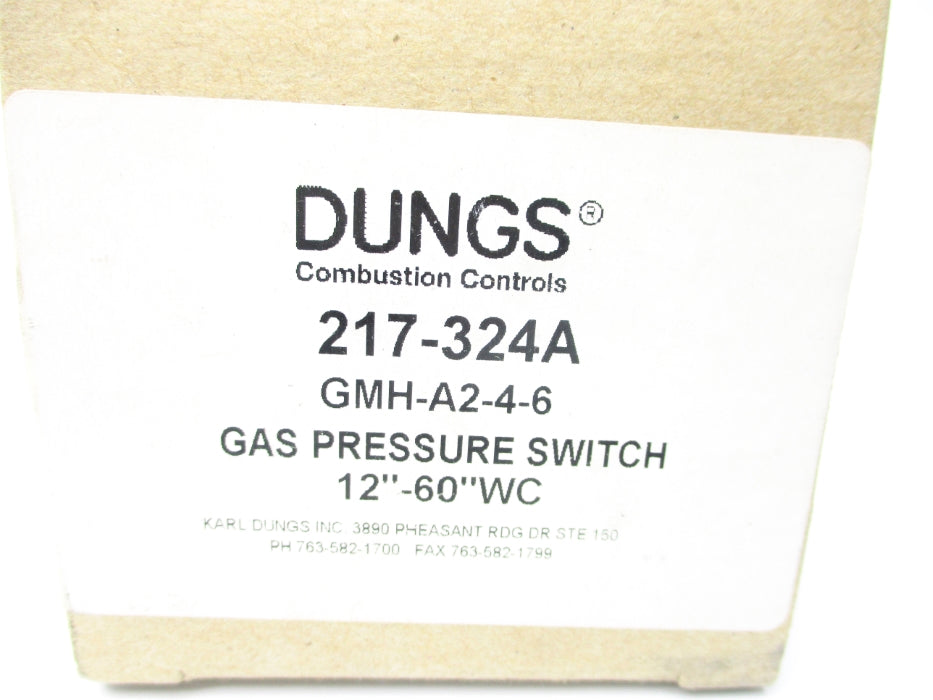 DUNGS®
Combustion Controls
217-324A
GMH-A2-4-6
GAS PRESSURE SWITCH
12"-60"WC
KARL DUNGS INC. 3890 PHEASANT RDG DR STE 150
PH 763-582-1700 FAX 763-582-1799